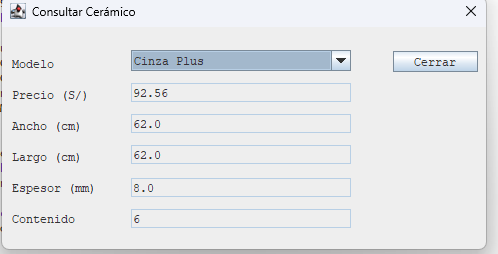 Consultar Cerámico
Modelo
Cinza Plus
Cerrar
Precio (S/)
92.56
Ancho (cm)
62.0
Largo (cm)
62.0
Espesor (mm)
8.0
Contenido
6